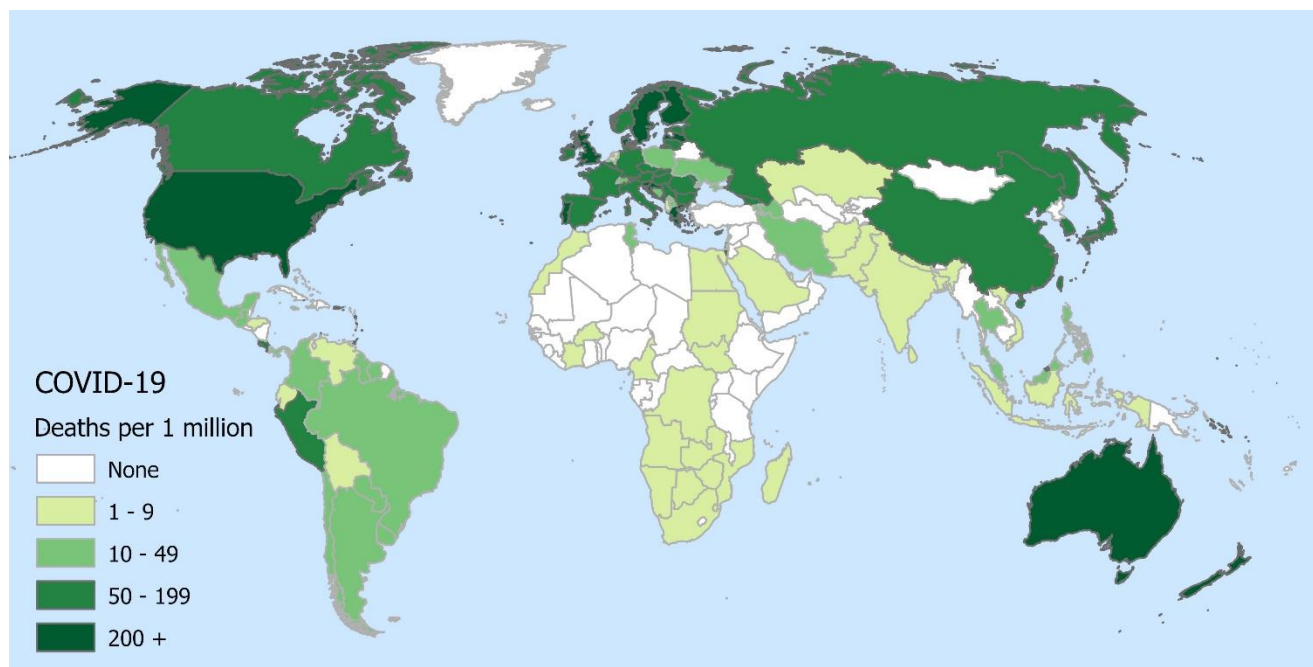 COVID-19
Deaths per 1 million
None
1 - 9
10 - 49
50 - 199
200 +